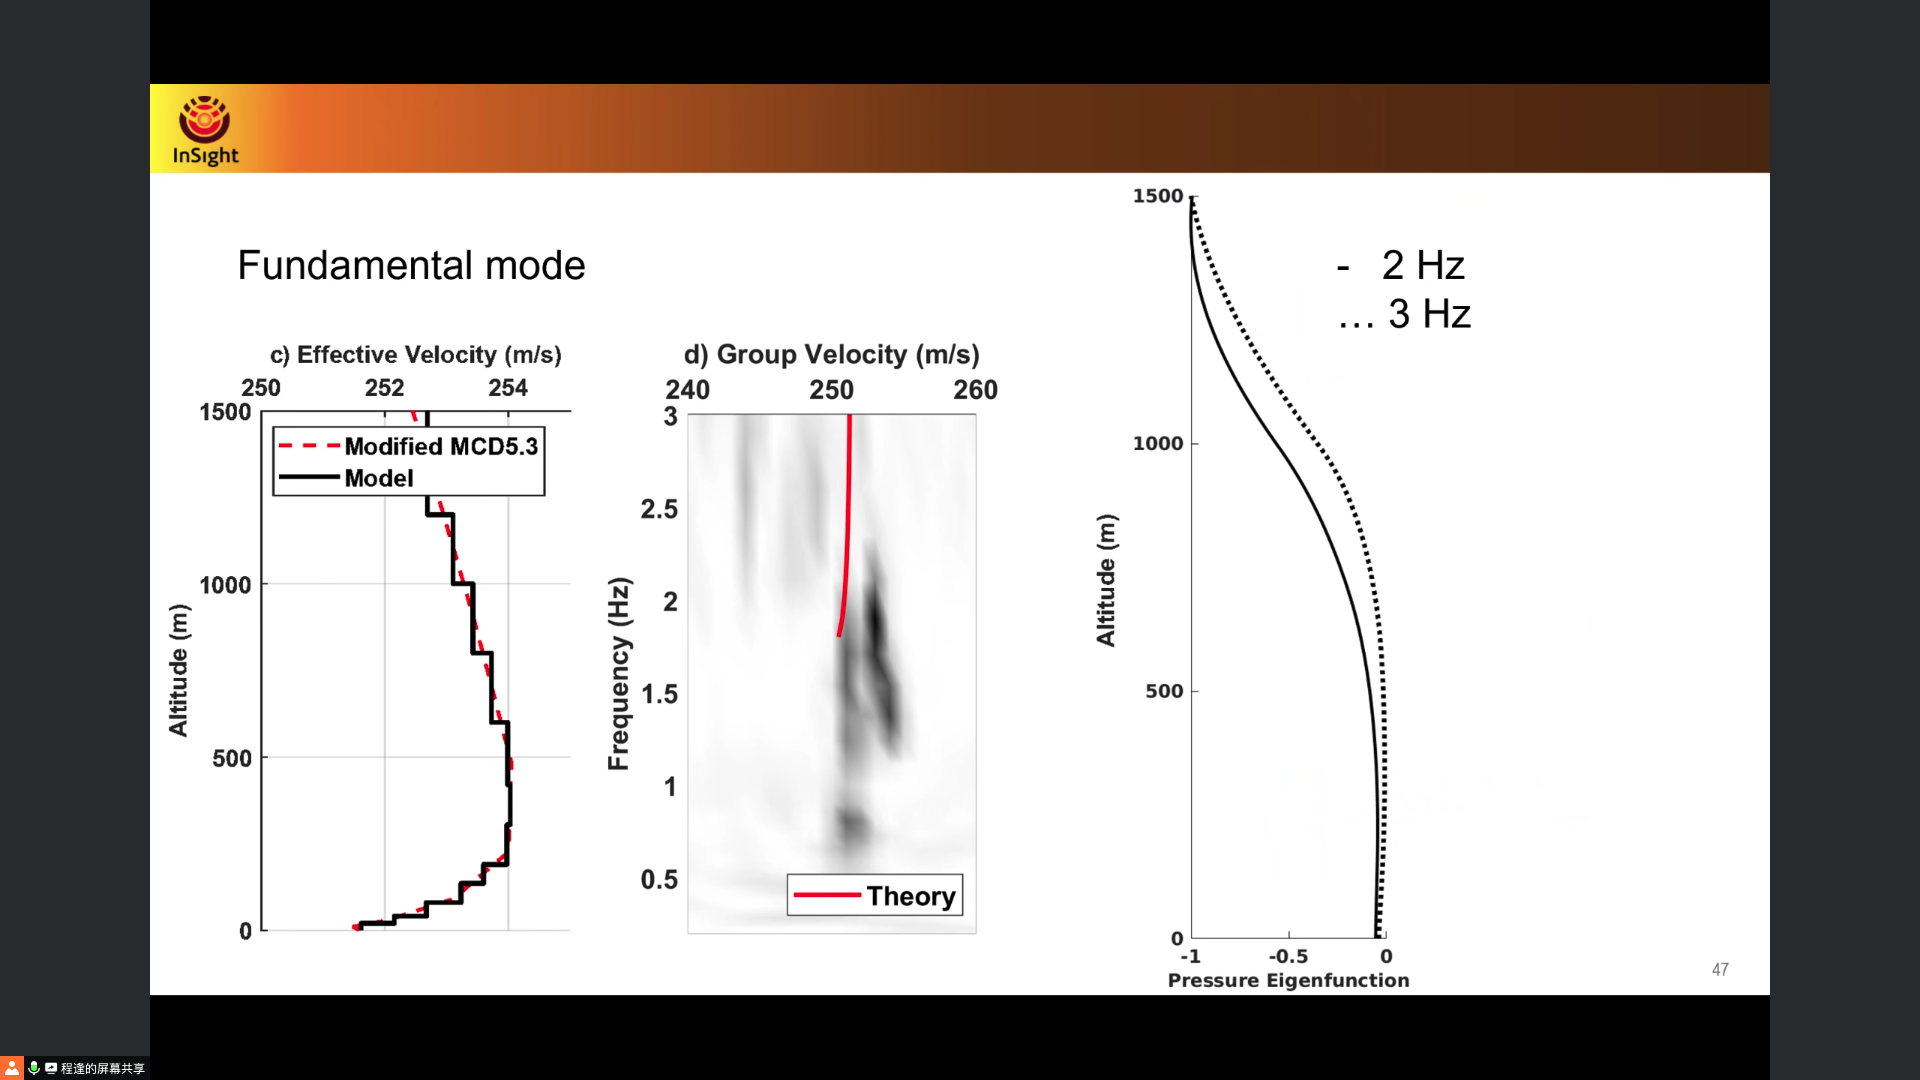 InSight
Fundamental mode
c) Effective Velocity (m/s)
250 252 254
1500
1000
500
0
Altitude (m)
Modified MCD5.3
Model
d) Group Velocity (m/s)
240 250 260
3
2.5
2
1.5
1
0.5
Frequency (Hz)
Theory
1500
1000
500
0
Altitude (m)
-1 -0.5 0
Pressure Eigenfunction
- 2 Hz
… 3 Hz
47
程逢的屏幕共享